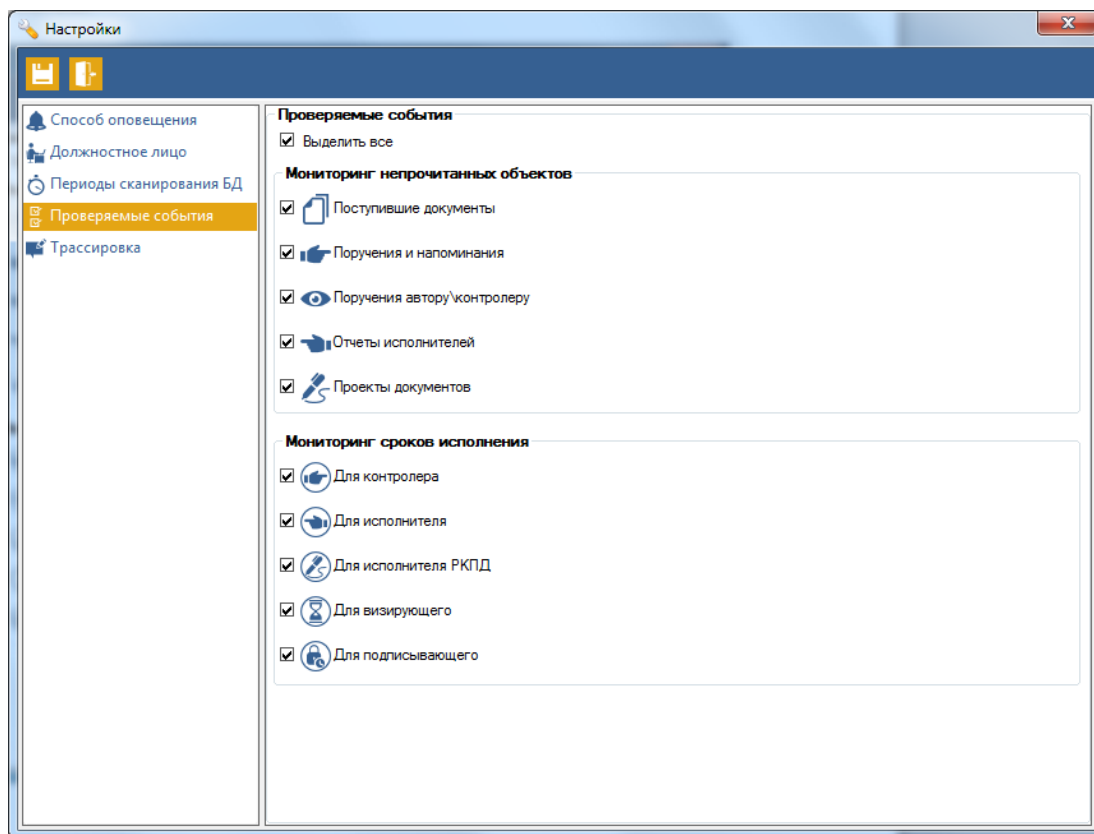 Настройки
Способ оповещения
Должностное лицо
Периоды сканирования БД
Проверяемые события
Трассировка
Проверяемые события
Выделить все
Мониторинг непрочитанных объектов
Поступившие документы
Поручения и напоминания
Поручения автору\контролеру
Отчеты исполнителей
Проекты документов
Мониторинг сроков исполнения
Для контролера
Для исполнителя
Для исполнителя РКПД
Для визирующего
Для подписывающего